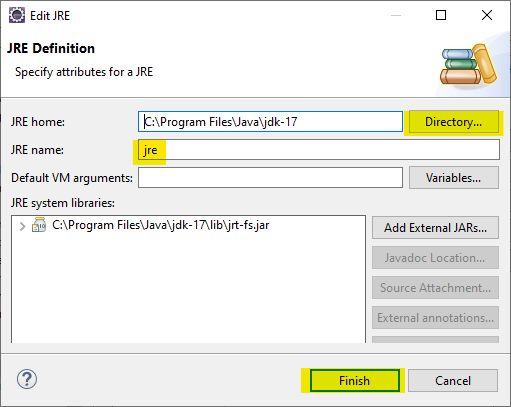 Edit JRE
JRE Definition
Specify attributes for a JRE
JRE home: C:\Program Files\Java\jdk-17 Directory...
JRE name: jre
Default VM arguments: Variables...
JRE system libraries:
C:\Program Files\Java\jdk-17\lib\jrt-fs.jar Add External JARs...
Javadoc Location...
Source Attachment...
External annotations...
Finish Cancel